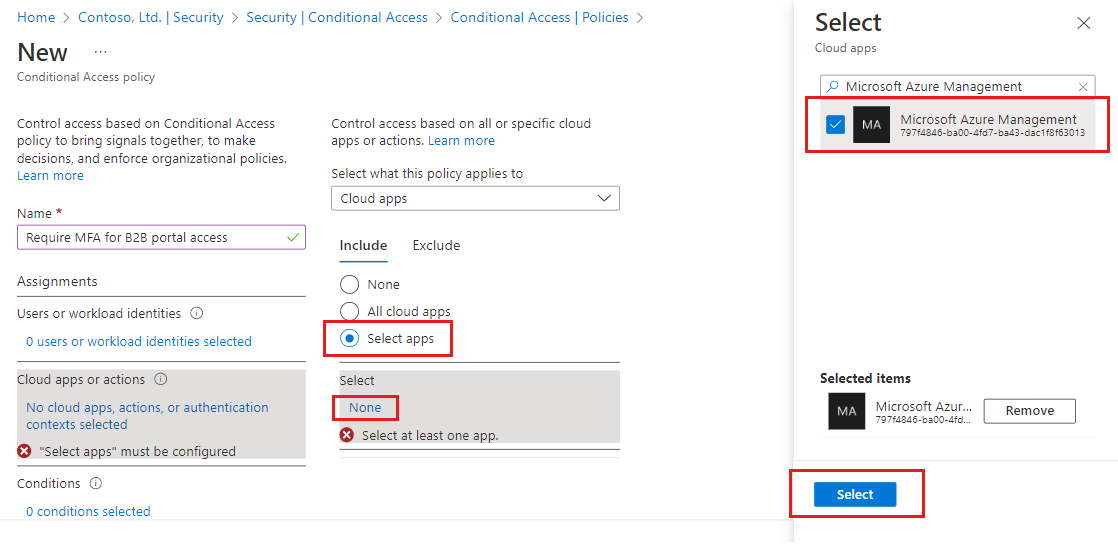 Home > Contoso, Ltd. | Security > Security | Conditional Access > Conditional Access | Policies >
New ...
Conditional Access policy
Control access based on Conditional Access
policy to bring signals together, to make
decisions, and enforce organizational policies.
Learn more
Name *
Require MFA for B2B portal access
Assignments
Users or workload identities
0 users or workload identities selected
Cloud apps or actions
No cloud apps, actions, or authentication
contexts selected
"Select apps" must be configured
Conditions
0 conditions selected
Control access based on all or specific cloud
apps or actions. Learn more
Select what this policy applies to
Cloud apps
Include Exclude
None
All cloud apps
Select apps
Select
None
Select at least one app.
Select
Cloud apps
Microsoft Azure Management
MA
Microsoft Azure Management
797f4846-ba00-4fd7-ba43-dac1f8f63013
Selected items
MA
Microsoft Azur...
797f4846-ba00-4fd...
Remove
Select